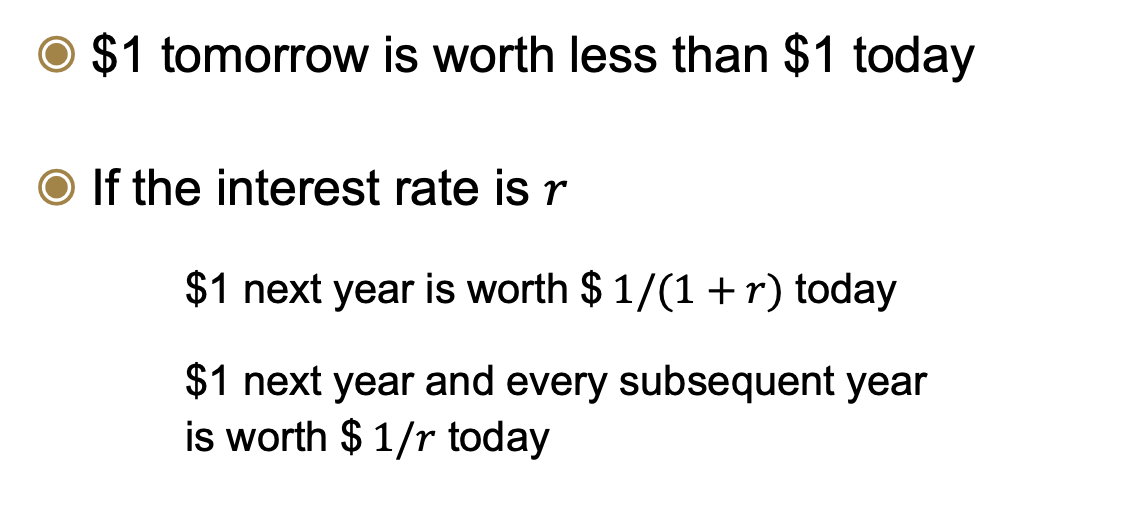 $1 tomorrow is worth less than $1 today
If the interest rate is r
$1 next year is worth $ 1/(1 + r) today
$1 next year and every subsequent year
is worth $ 1/r today